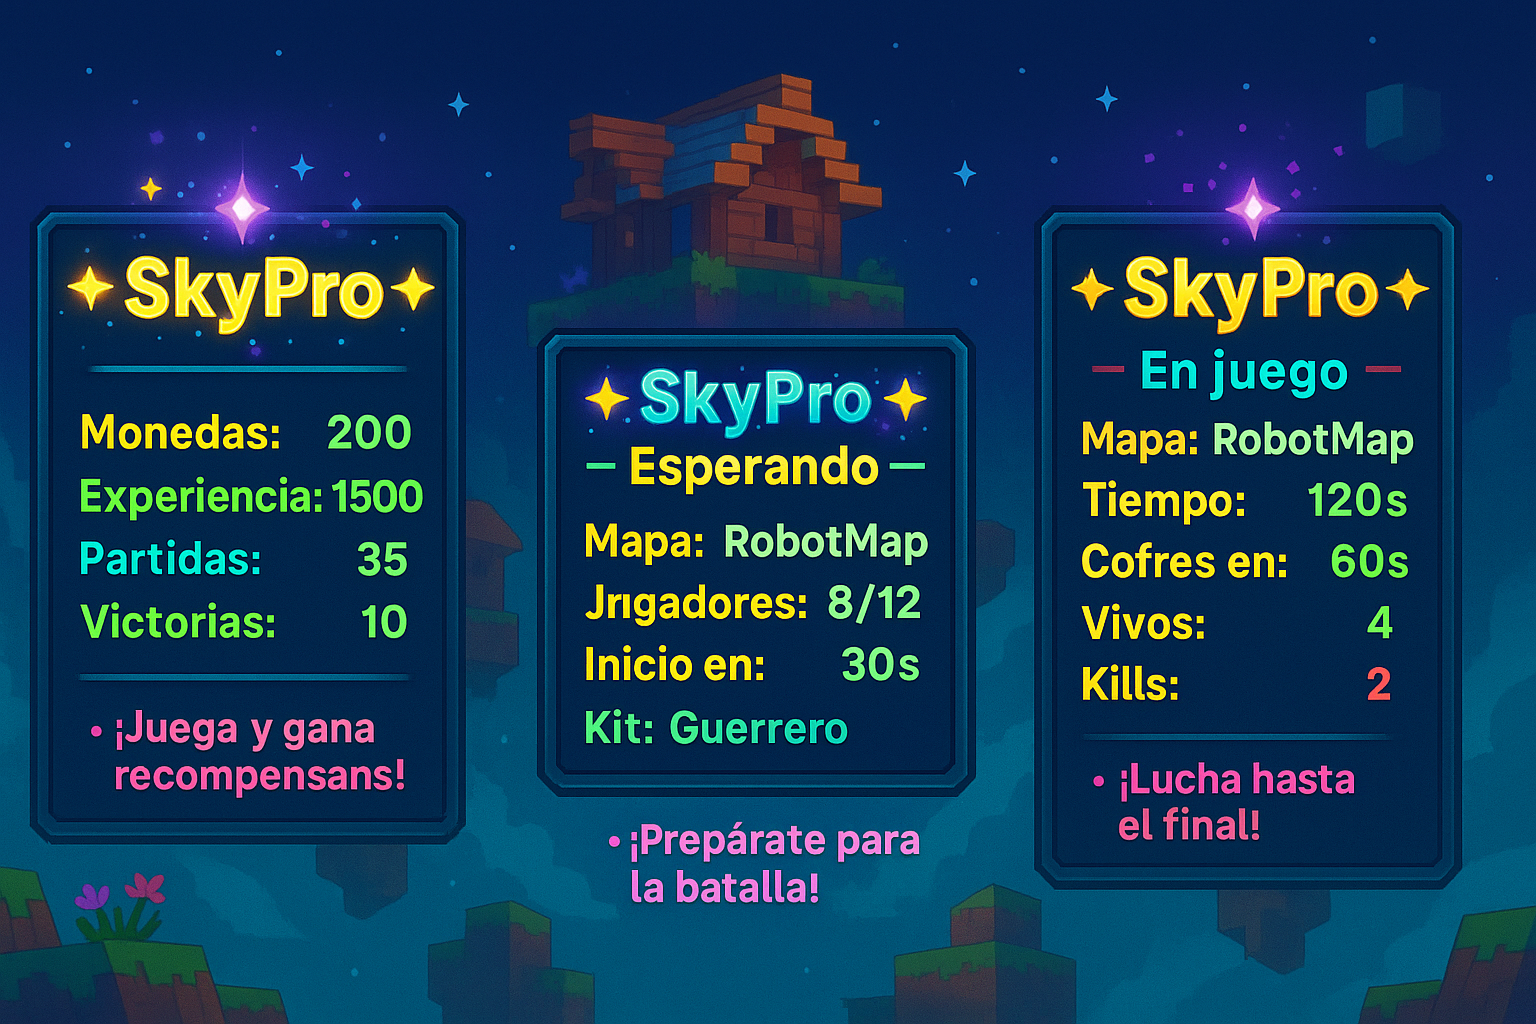 SkyPro
Monedas: 200
Experiencia: 1500
Partidas: 35
Victorias: 10
• ¡Juega y gana
recompensans!
SkyPro
— Esperando —
Mapa: RobotMap
Jrıgadores: 8/12
Inicio en: 30s
Kit: Guerrero
• ¡Prepárate para
la batalla!
SkyPro
— En juego —
Mapa: RobotMap
Tiempo: 120s
Cofres en: 60s
Vivos: 4
Kills: 2
• ¡Lucha hasta
el final!